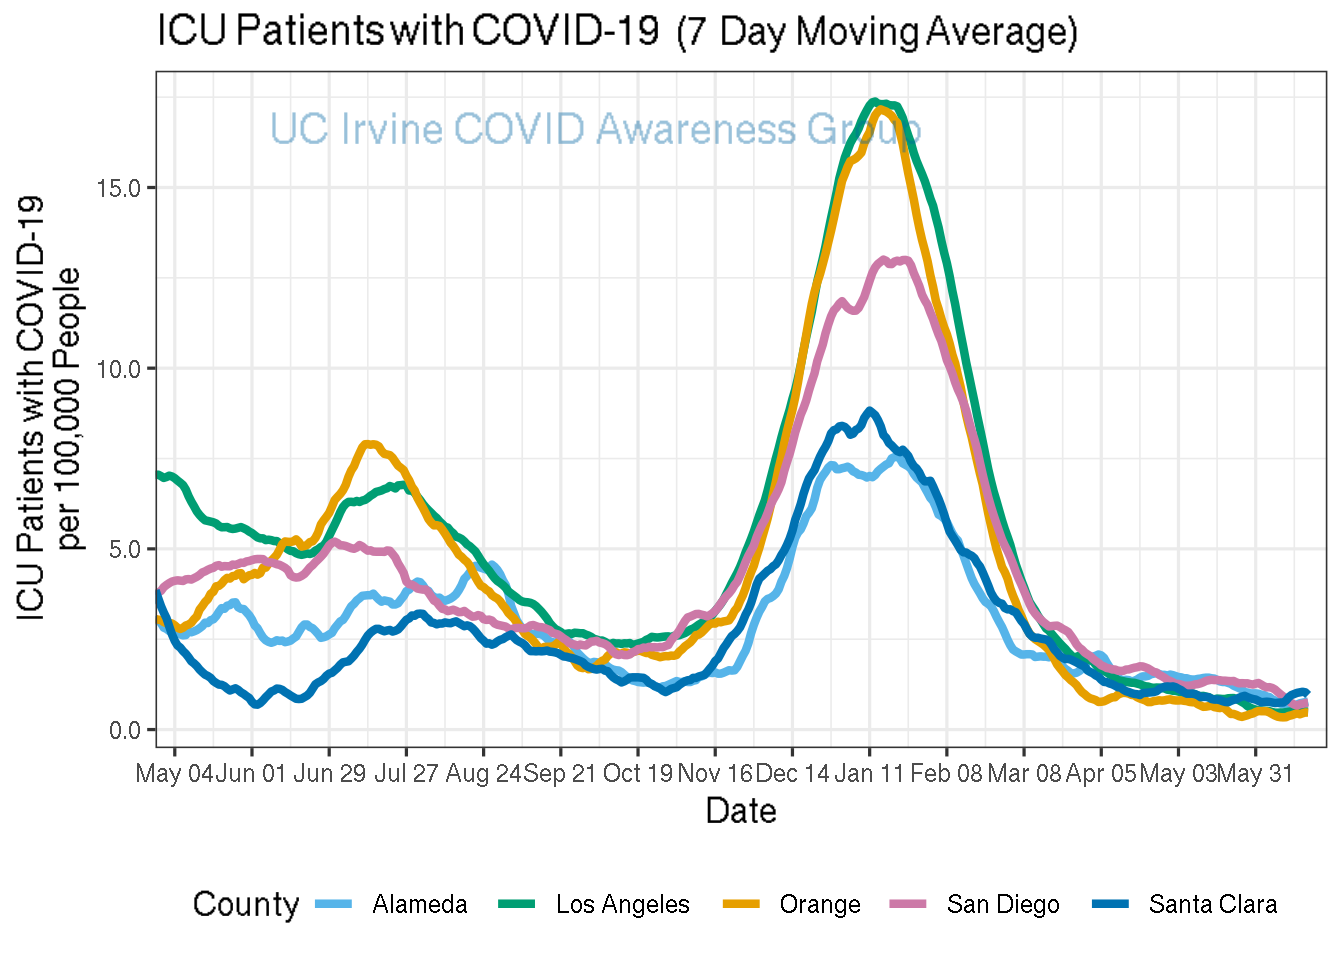 ICU Patients with COVID-19 (7 Day Moving Average)
UC Irvine COVID Awareness Group
ICU Patients with COVID-19
per 100,000 People
15.0
10.0
5.0
0.0
May 04 Jun 01 Jun 29 Jul 27 Aug 24 Sep 21 Oct 19 Nov 16 Dec 14 Jan 11 Feb 08 Mar 08 Apr 05 May 03 May 31
Date
County Alameda Los Angeles Orange San Diego Santa Clara